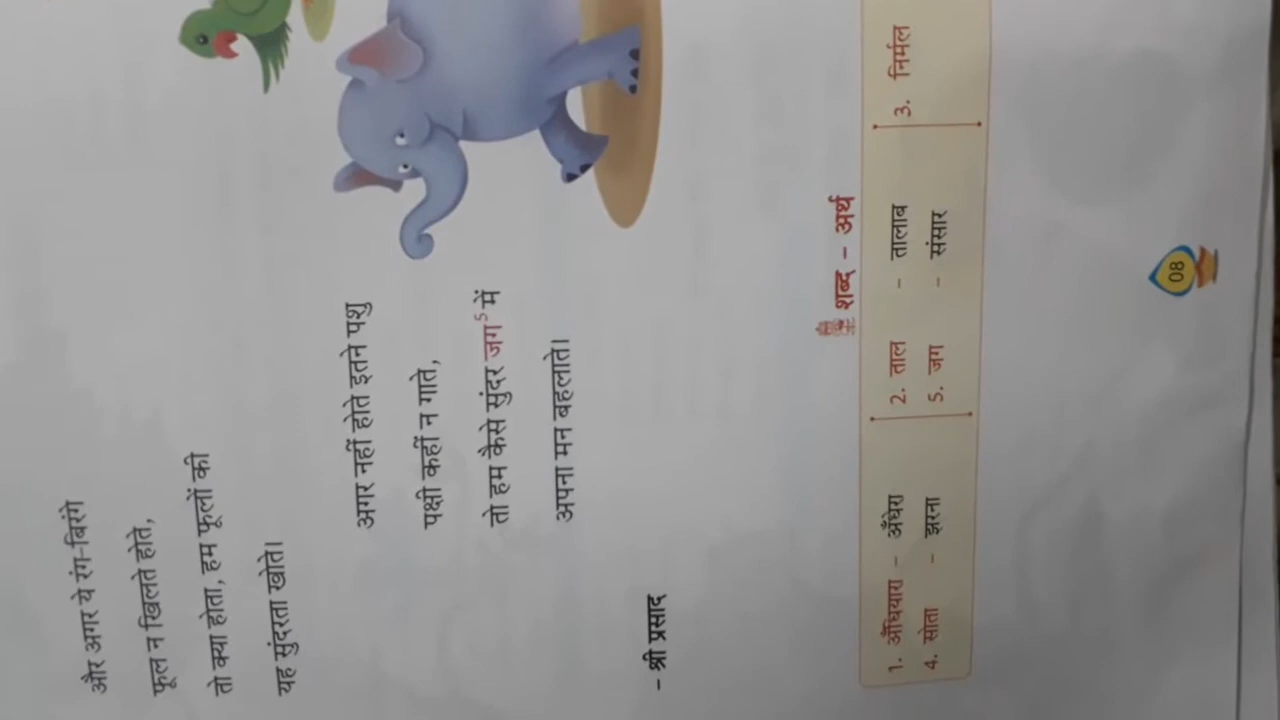 और अगर ये रंग-बिरंगे
फूल न खिलते होते,
तो क्या होता, हम फूलों की
यह सुंदरता खोते।
अगर नहीं होते इतने पशु
पक्षी कहीं न गाते,
तो हम कैसे सुंदर जग⁵ में
अपना मन बहलाते।
- श्री प्रसाद
शब्द - अर्थ
1. अँधियारा - अँधेरा 2. ताल - तालाब 3. निर्मल
4. सोता - झरना 5. जग - संसार
08